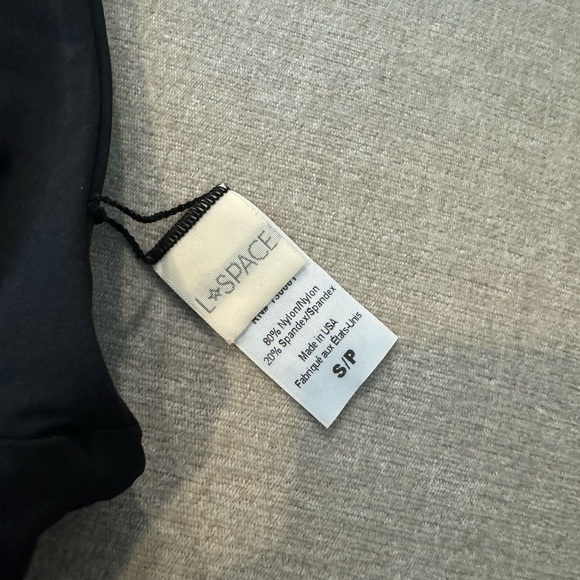 L☆SPACE
80% Nylon/Nylon
20% Spandex/Spandex
Made in USA
Fabriqué aux États-Unis
S/P